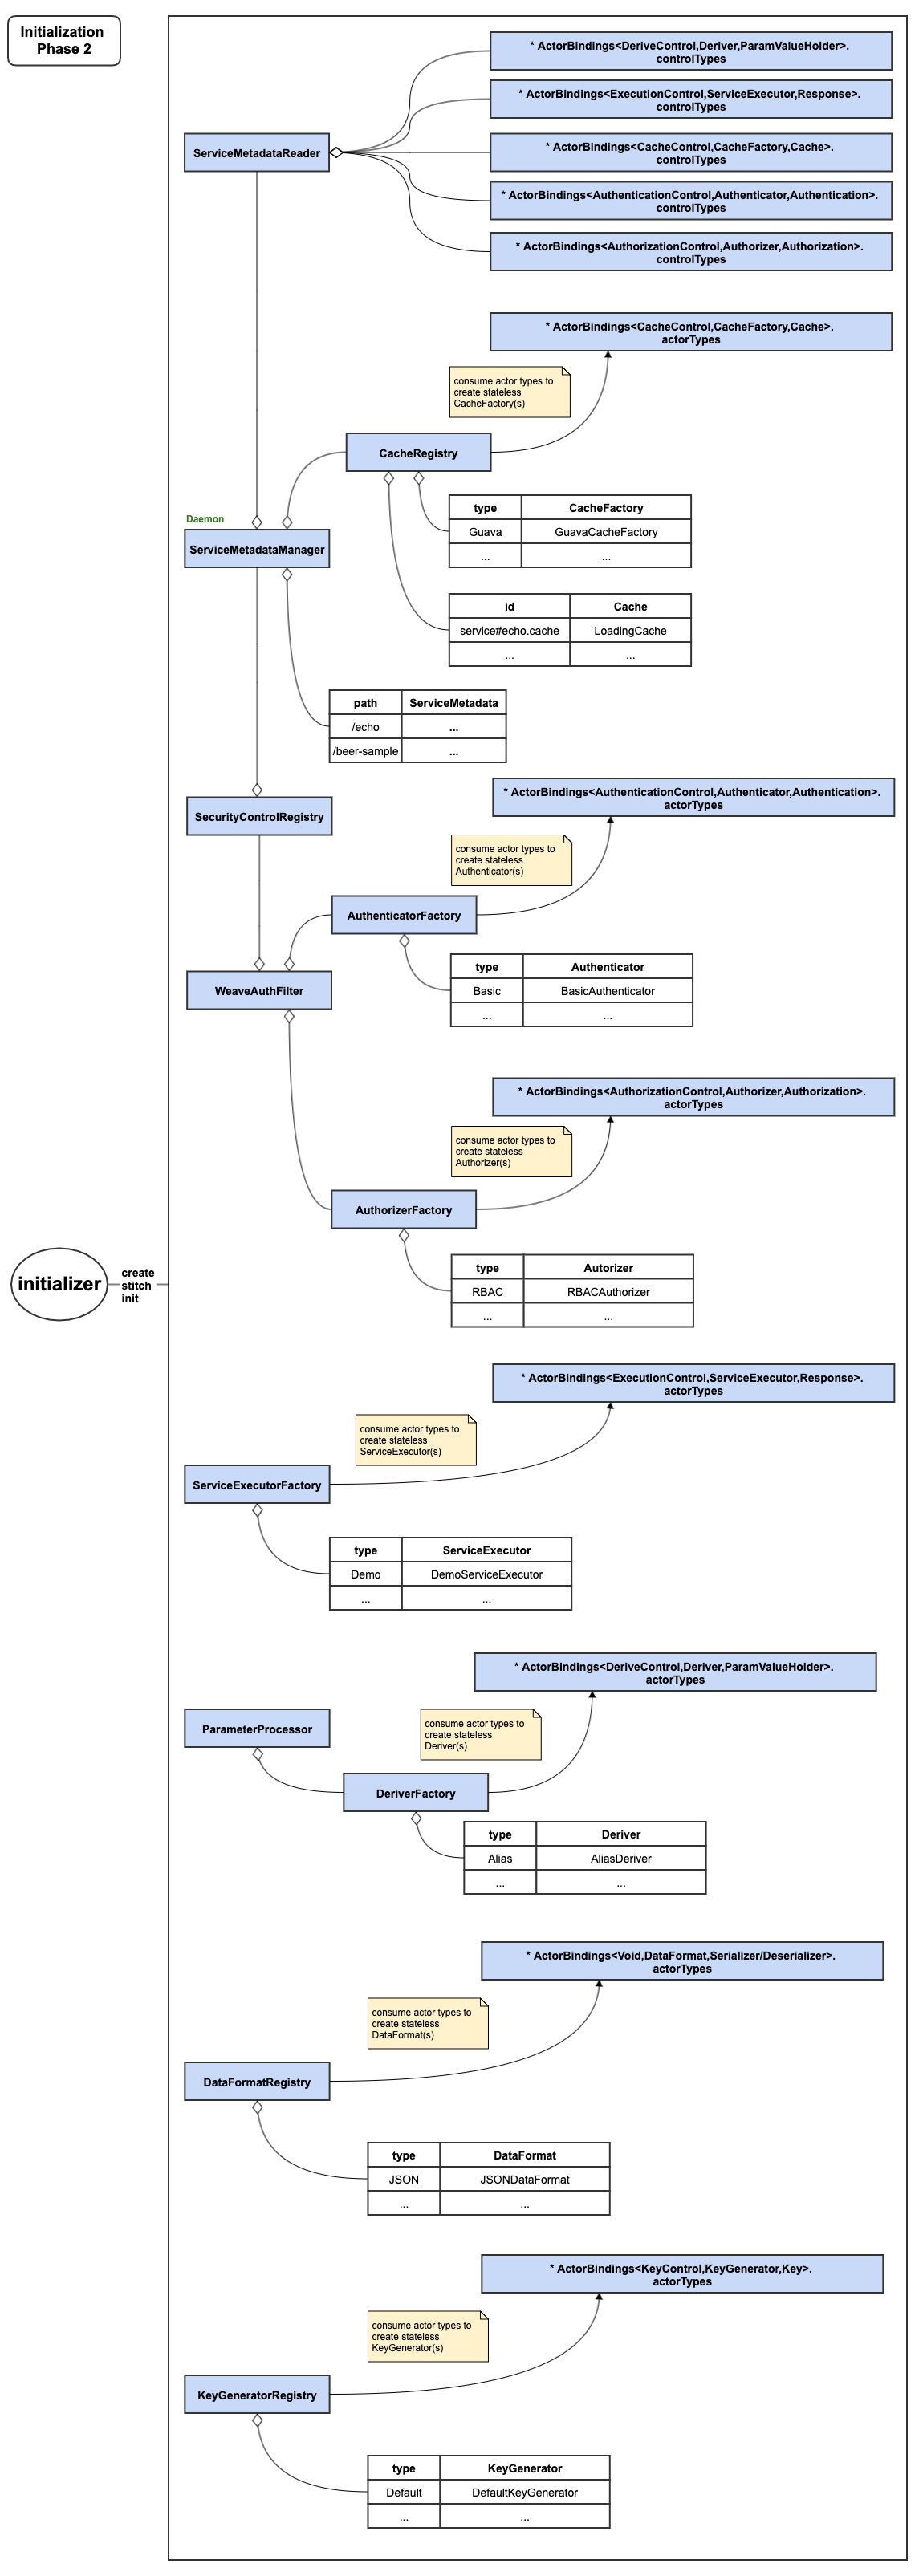 Initialization
Phase 2
* ActorBindings<DeriveControl,Deriver,ParamValueHolder>.
controlTypes
* ActorBindings<ExecutionControl,ServiceExecutor,Response>.
controlTypes
ServiceMetadataReader
* ActorBindings<CacheControl,CacheFactory,Cache>.
controlTypes
* ActorBindings<AuthenticationControl,Authenticator,Authentication>.
controlTypes
* ActorBindings<AuthorizationControl,Authorizer,Authorization>.
controlTypes
* ActorBindings<CacheControl,CacheFactory,Cache>.
actorTypes
consume actor types to
create stateless
CacheFactory(s)
CacheRegistry
type CacheFactory
Guava GuavaCacheFactory
... ...
Daemon
ServiceMetadataManager
id Cache
service#echo.cache LoadingCache
... ...
path ServiceMetadata
/echo ...
/beer-sample ...
* ActorBindings<AuthenticationControl,Authenticator,Authentication>.
actorTypes
SecurityControlRegistry
consume actor types to
create stateless
Authenticator(s)
AuthenticatorFactory
type Authenticator
Basic BasicAuthenticator
... ...
WeaveAuthFilter
* ActorBindings<AuthorizationControl,Authorizer,Authorization>.
actorTypes
consume actor types to
create stateless
Authorizer(s)
AuthorizerFactory
type Autorizer
RBAC RBACAuthorizer
... ...
initializer
create
stitch
init
* ActorBindings<ExecutionControl,ServiceExecutor,Response>.
actorTypes
consume actor types to
create stateless
ServiceExecutor(s)
ServiceExecutorFactory
type ServiceExecutor
Demo DemoServiceExecutor
... ...
* ActorBindings<DeriveControl,Deriver,ParamValueHolder>.
actorTypes
ParameterProcessor
consume actor types to
create stateless
Deriver(s)
DeriverFactory
type Deriver
Alias AliasDeriver
... ...
* ActorBindings<Void,DataFormat,Serializer/Deserializer>.
actorTypes
consume actor types to
create stateless
DataFormat(s)
DataFormatRegistry
type DataFormat
JSON JSONDataFormat
... ...
* ActorBindings<KeyControl,KeyGenerator,Key>.
actorTypes
consume actor types to
create stateless
KeyGenerator(s)
KeyGeneratorRegistry
type KeyGenerator
Default DefaultKeyGenerator
... ...